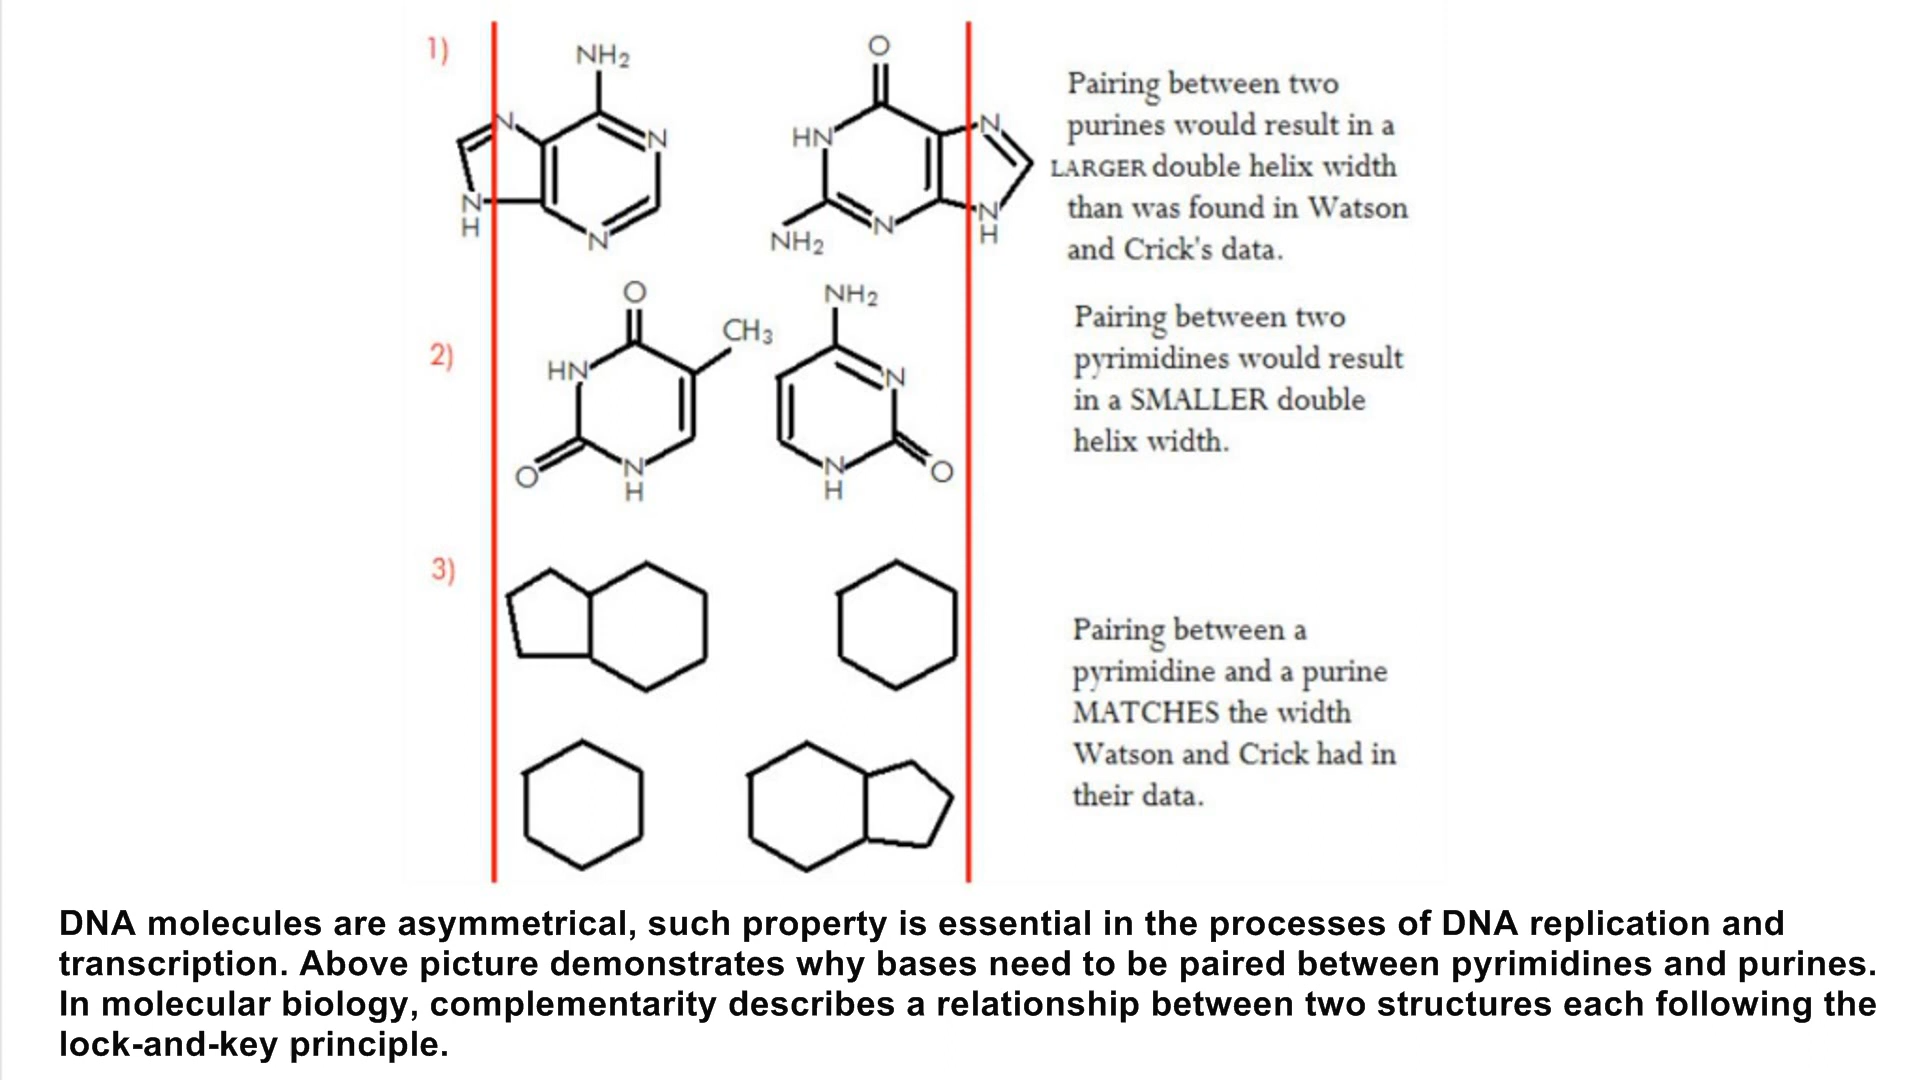 1)
NH2
N
N
N
H
N
O
HN
N
N
NH2
N
H
Pairing between two
purines would result in a
LARGER double helix width
than was found in Watson
and Crick's data.
2)
O
CH3
HN
O
N
H
NH2
N
N
H
O
Pairing between two
pyrimidines would result
in a SMALLER double
helix width.
3)
Pairing between a
pyrimidine and a purine
MATCHES the width
Watson and Crick had in
their data.
DNA molecules are asymmetrical, such property is essential in the processes of DNA replication and
transcription. Above picture demonstrates why bases need to be paired between pyrimidines and purines.
In molecular biology, complementarity describes a relationship between two structures each following the
lock-and-key principle.